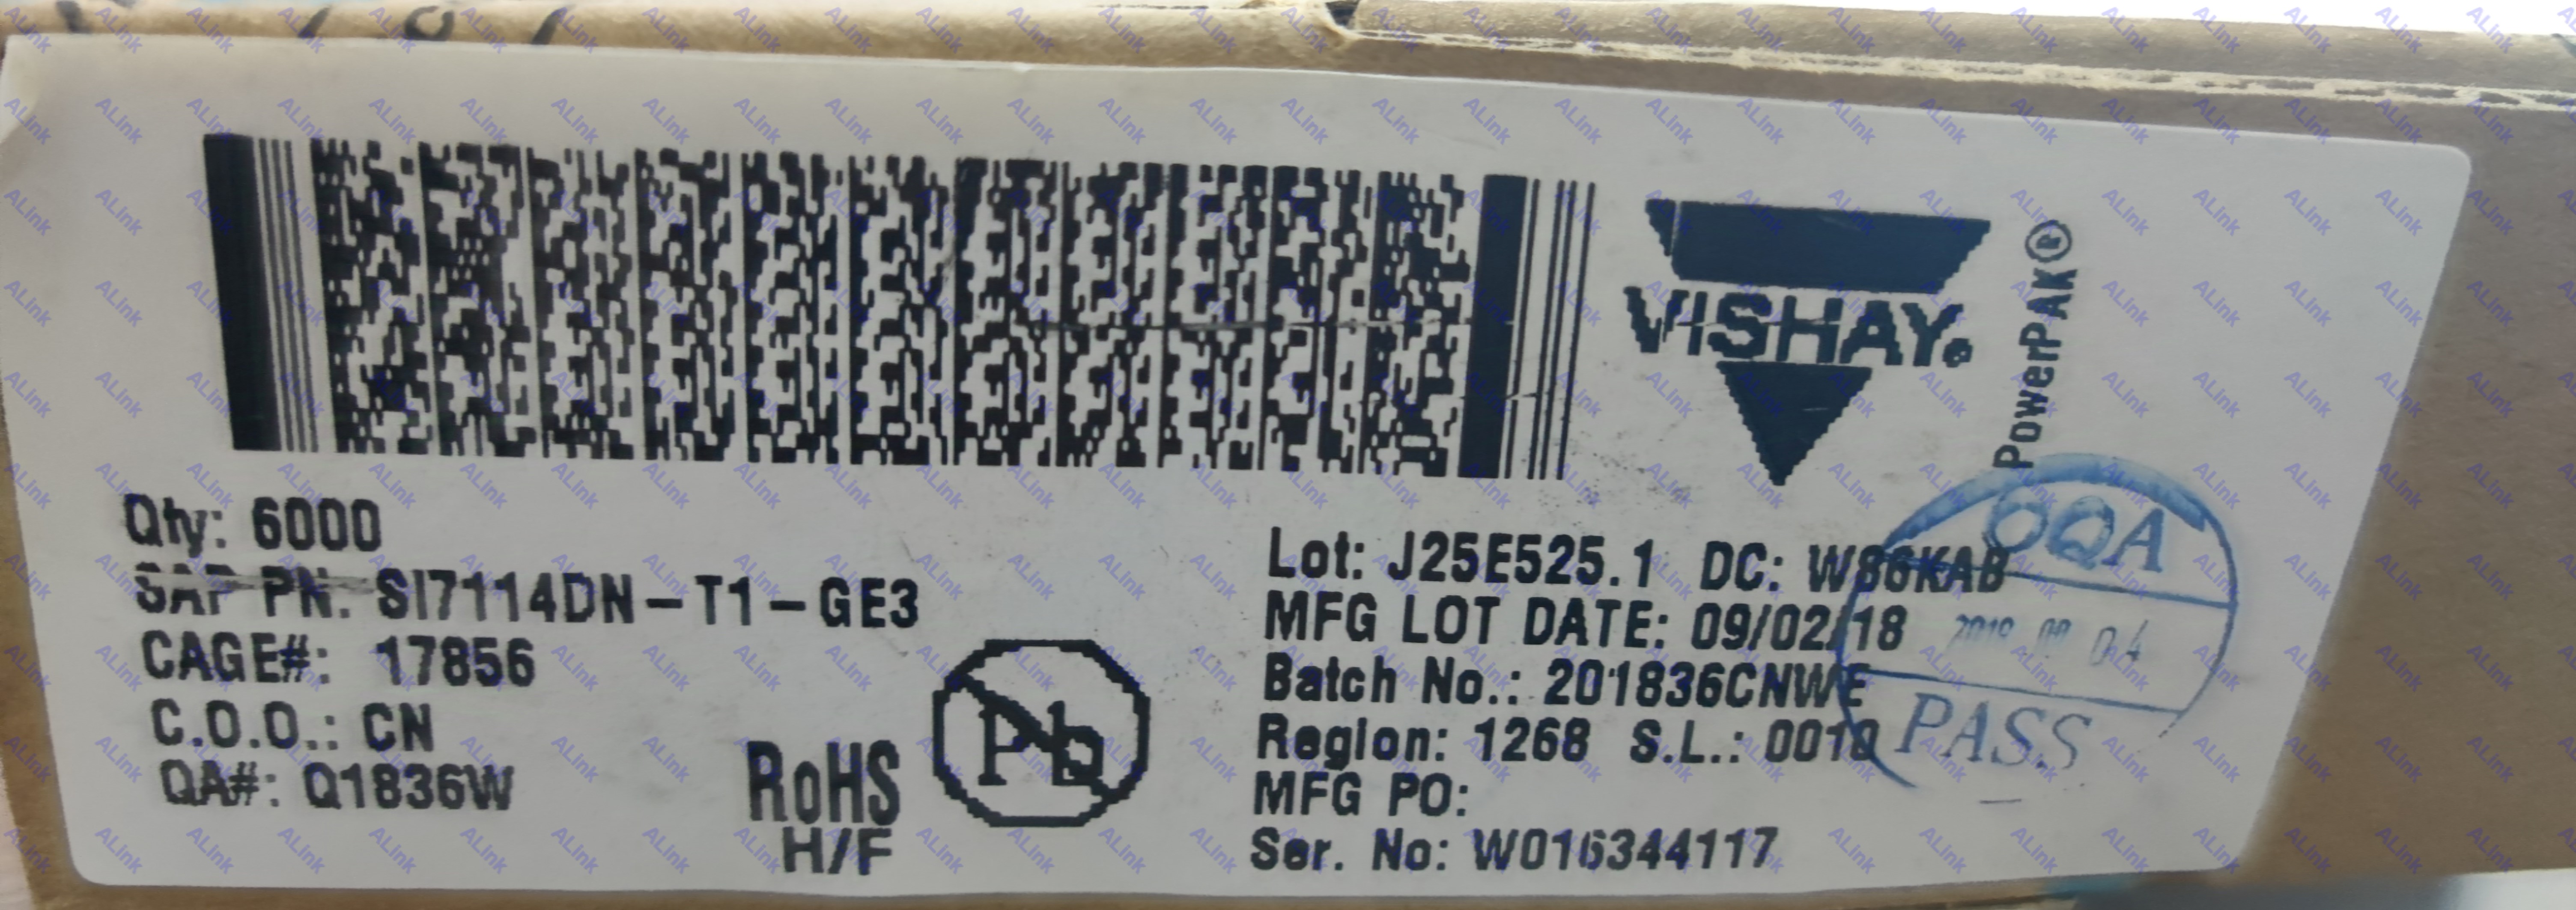 VISHAY®
PowerPAK®
Qty: 6000
SAP PN: SI7114DN-T1-GE3
CAGE#: 17856
C.O.O.: CN
QA#: Q1836W
RoHS
H/F
Pb
Lot: J25E525.1 DC: W86KAB
MFG LOT DATE: 09/02/18
Batch No.: 201836CNWE
Region: 1268 S.L.: 0010
MFG PO:
Ser. No: W016344117
OQA
PASS
ALink